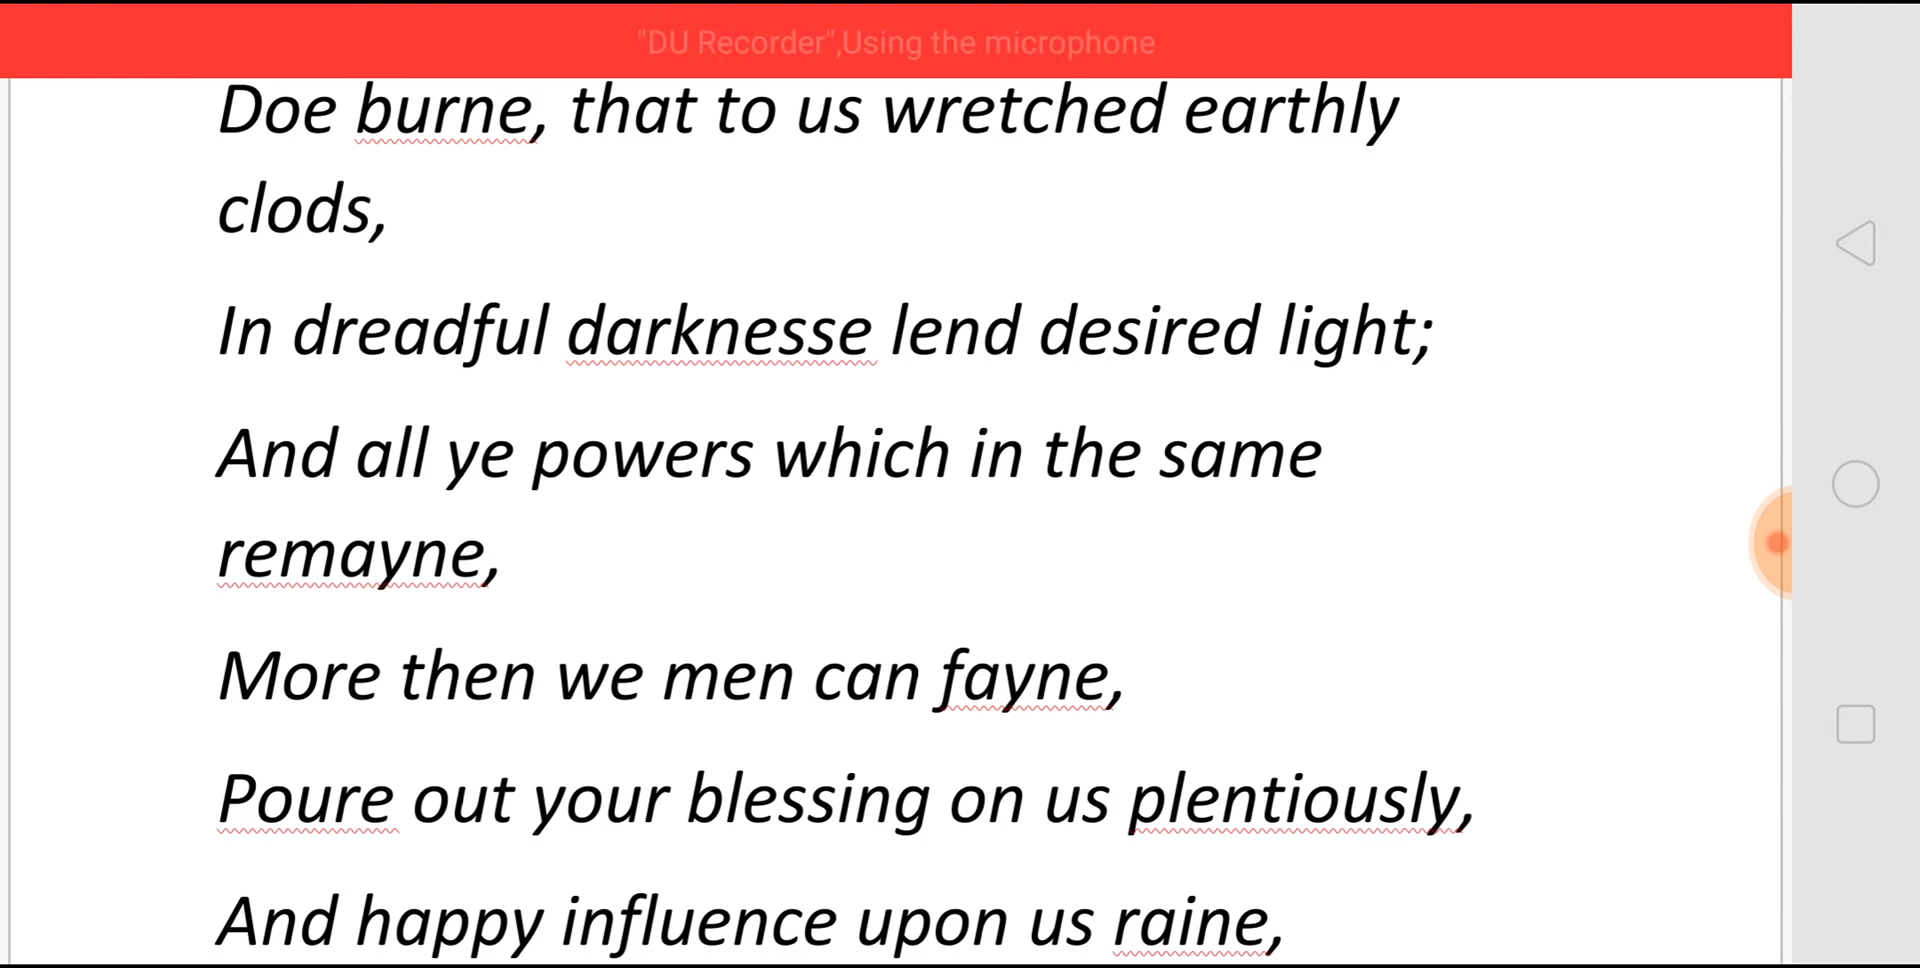 "DU Recorder",Using the microphone
Doe burne, that to us wretched earthly
clods,
In dreadful darknesse lend desired light;
And all ye powers which in the same
remayne,
More then we men can fayne,
Poure out your blessing on us plentiously,
And happy influence upon us raine,